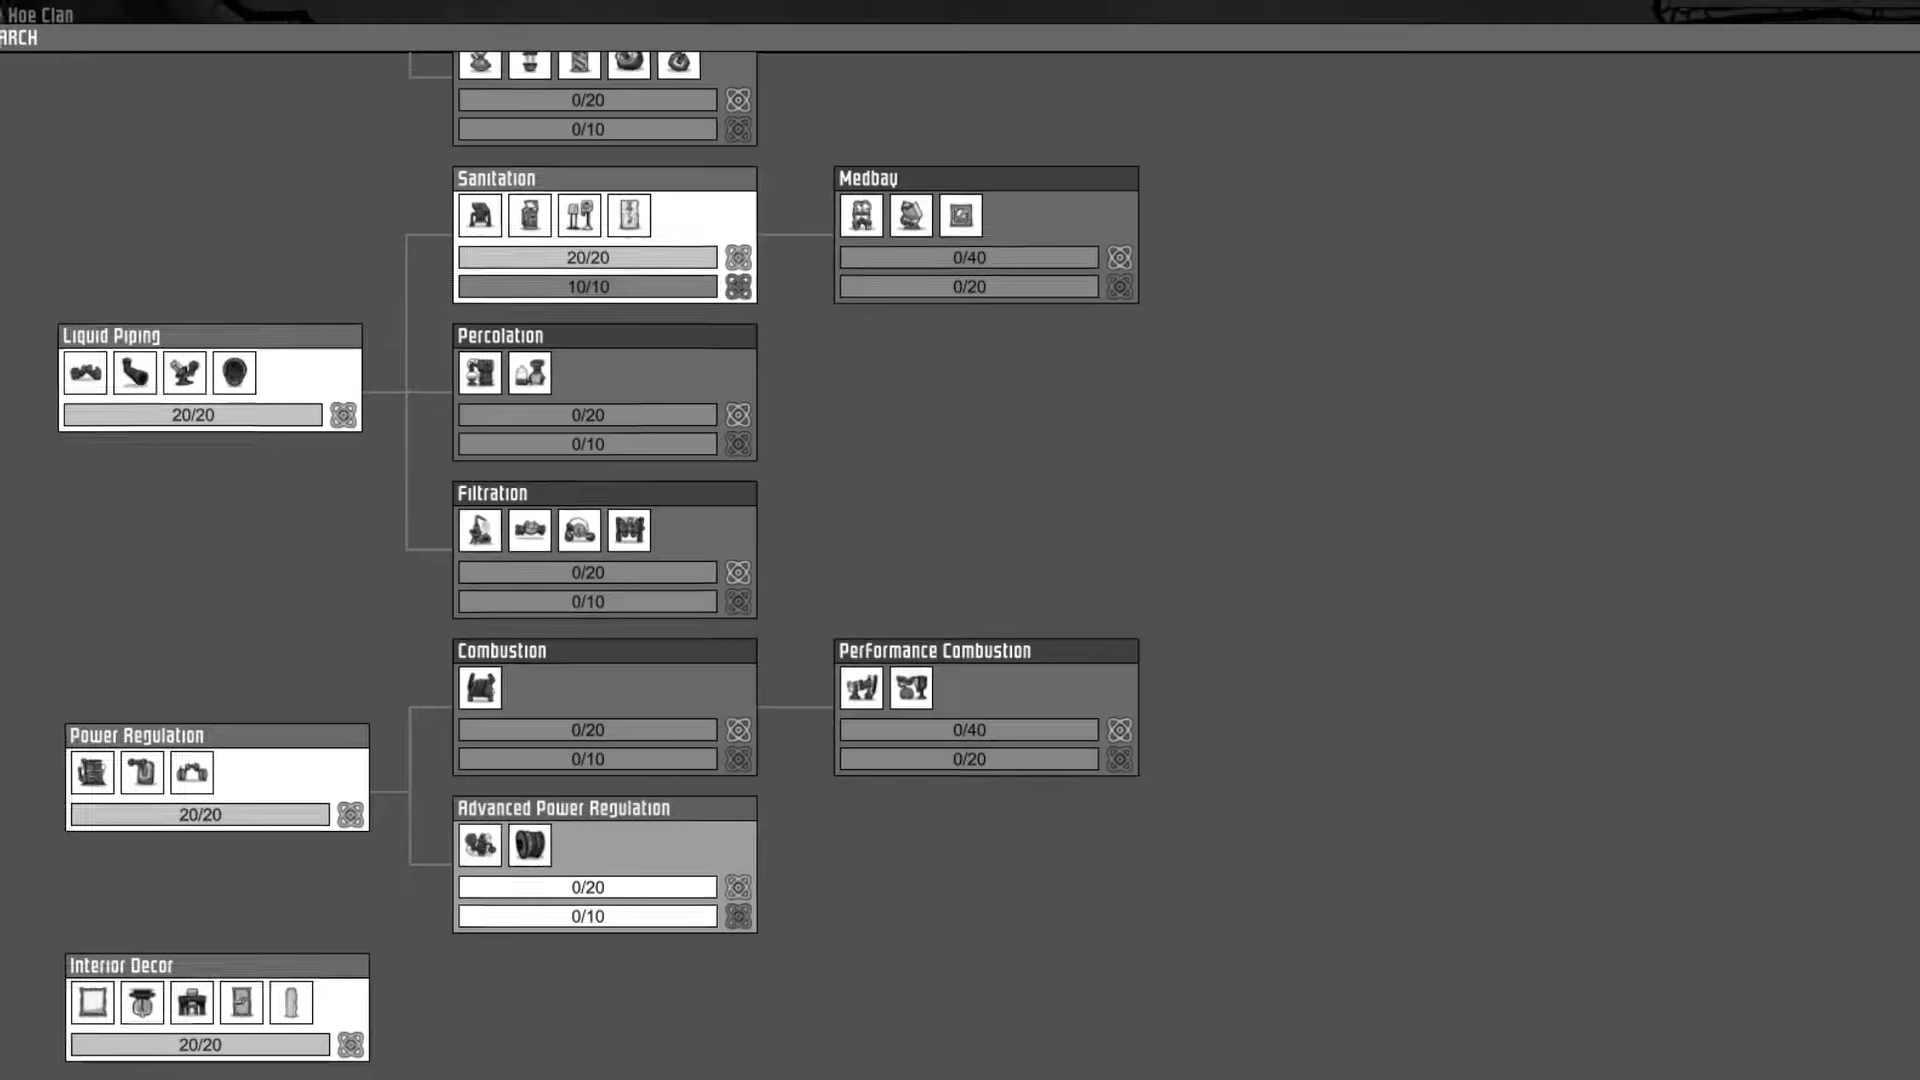 Hoe Clan
ARCH
0/20
0/10
Sanitation
20/20
10/10
Medbay
0/40
0/20
Liquid Piping
20/20
Percolation
0/20
0/10
Filtration
0/20
0/10
Combustion
0/20
0/10
Performance Combustion
0/40
0/20
Power Regulation
20/20
Advanced Power Regulation
0/20
0/10
Interior Decor
20/20